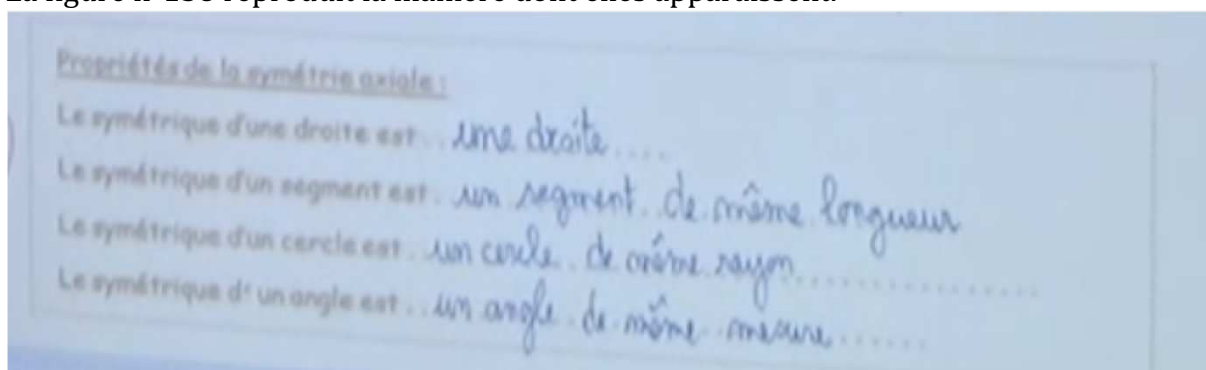 La figure n°138 reproduit la manière dont elles apparaissent.
Propriétés de la symétrie axiale :
Le symétrique d'une droite est .. une droite ....
Le symétrique d'un segment est . un segment . de même longueur
Le symétrique d'un cercle est .. un cercle . de même rayon ..................
Le symétrique d'un angle est .. un angle . de même mesure ......